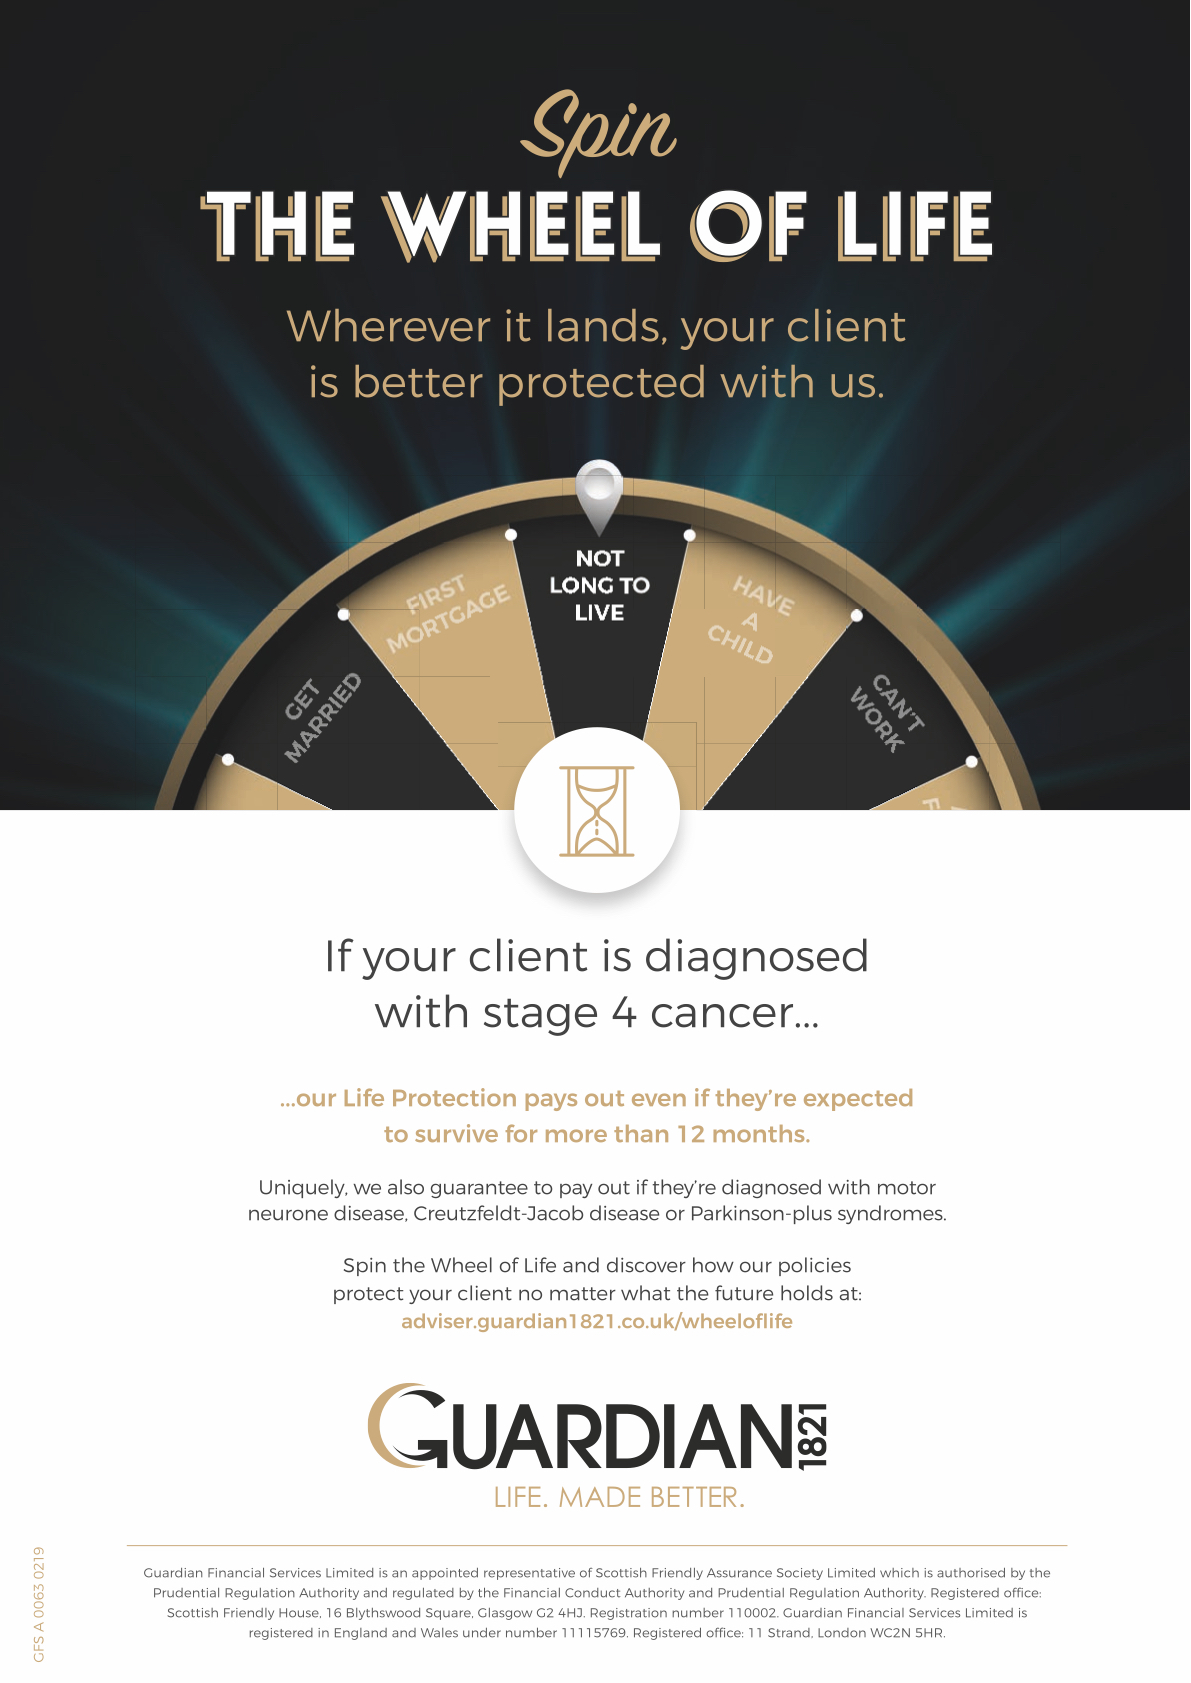 Spin
THE WHEEL OF LIFE
Wherever it lands, your client
is better protected with us.
GET
MARRIED
FIRST
MORTGAGE
NOT
LONG TO
LIVE
HAVE
A
CHILD
CAN'T
WORK
If your client is diagnosed
with stage 4 cancer...
...our Life Protection pays out even if they're expected
to survive for more than 12 months.
Uniquely, we also guarantee to pay out if they're diagnosed with motor
neurone disease, Creutzfeldt-Jacob disease or Parkinson-plus syndromes.
Spin the Wheel of Life and discover how our policies
protect your client no matter what the future holds at:
adviser.guardian1821.co.uk/wheeloflife
GUARDIAN 1821
LIFE. MADE BETTER.
Guardian Financial Services Limited is an appointed representative of Scottish Friendly Assurance Society Limited which is authorised by the
Prudential Regulation Authority and regulated by the Financial Conduct Authority and Prudential Regulation Authority. Registered office:
Scottish Friendly House, 16 Blythswood Square, Glasgow G2 4HJ. Registration number 110002. Guardian Financial Services Limited is
registered in England and Wales under number 11115769. Registered office: 11 Strand, London WC2N 5HR.
GFS A 0063 0219